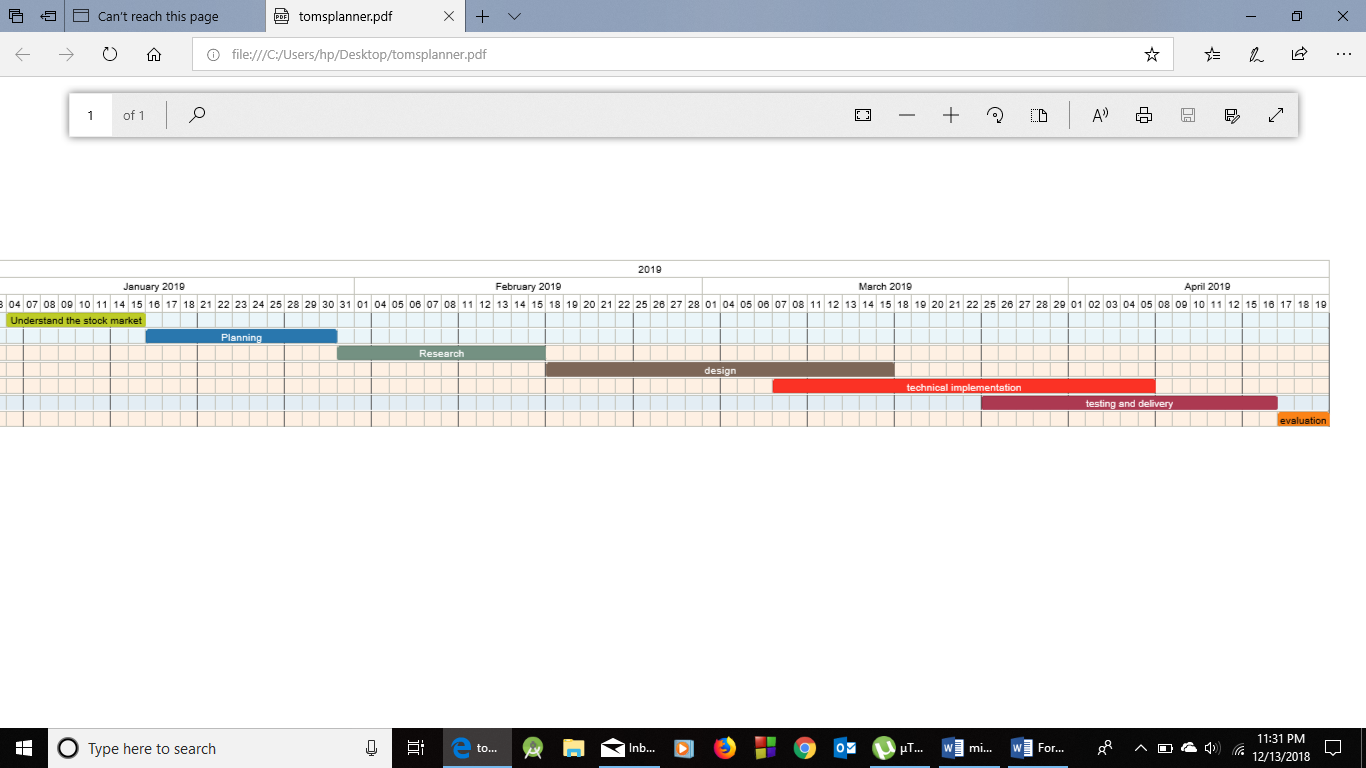 Can't reach this page
tomsplanner.pdf
file:///C:/Users/hp/Desktop/tomsplanner.pdf
1 of 1
2019
January 2019 February 2019 March 2019 April 2019
04 07 08 09 10 11 14 15 16 17 18 21 22 23 24 25 28 29 30 31 01 04 05 06 07 08 11 12 13 14 15 18 19 20 21 22 25 26 27 28 01 04 05 06 07 08 11 12 13 14 15 18 19 20 21 22 25 26 27 28 29 01 02 03 04 05 08 09 10 11 12 15 16 17 18 19
Understand the stock market
Planning
Research
design
technical implementation
testing and delivery
evaluation
Type here to search
to...
Inb...
µT...
mi...
For...
11:31 PM
12/13/2018